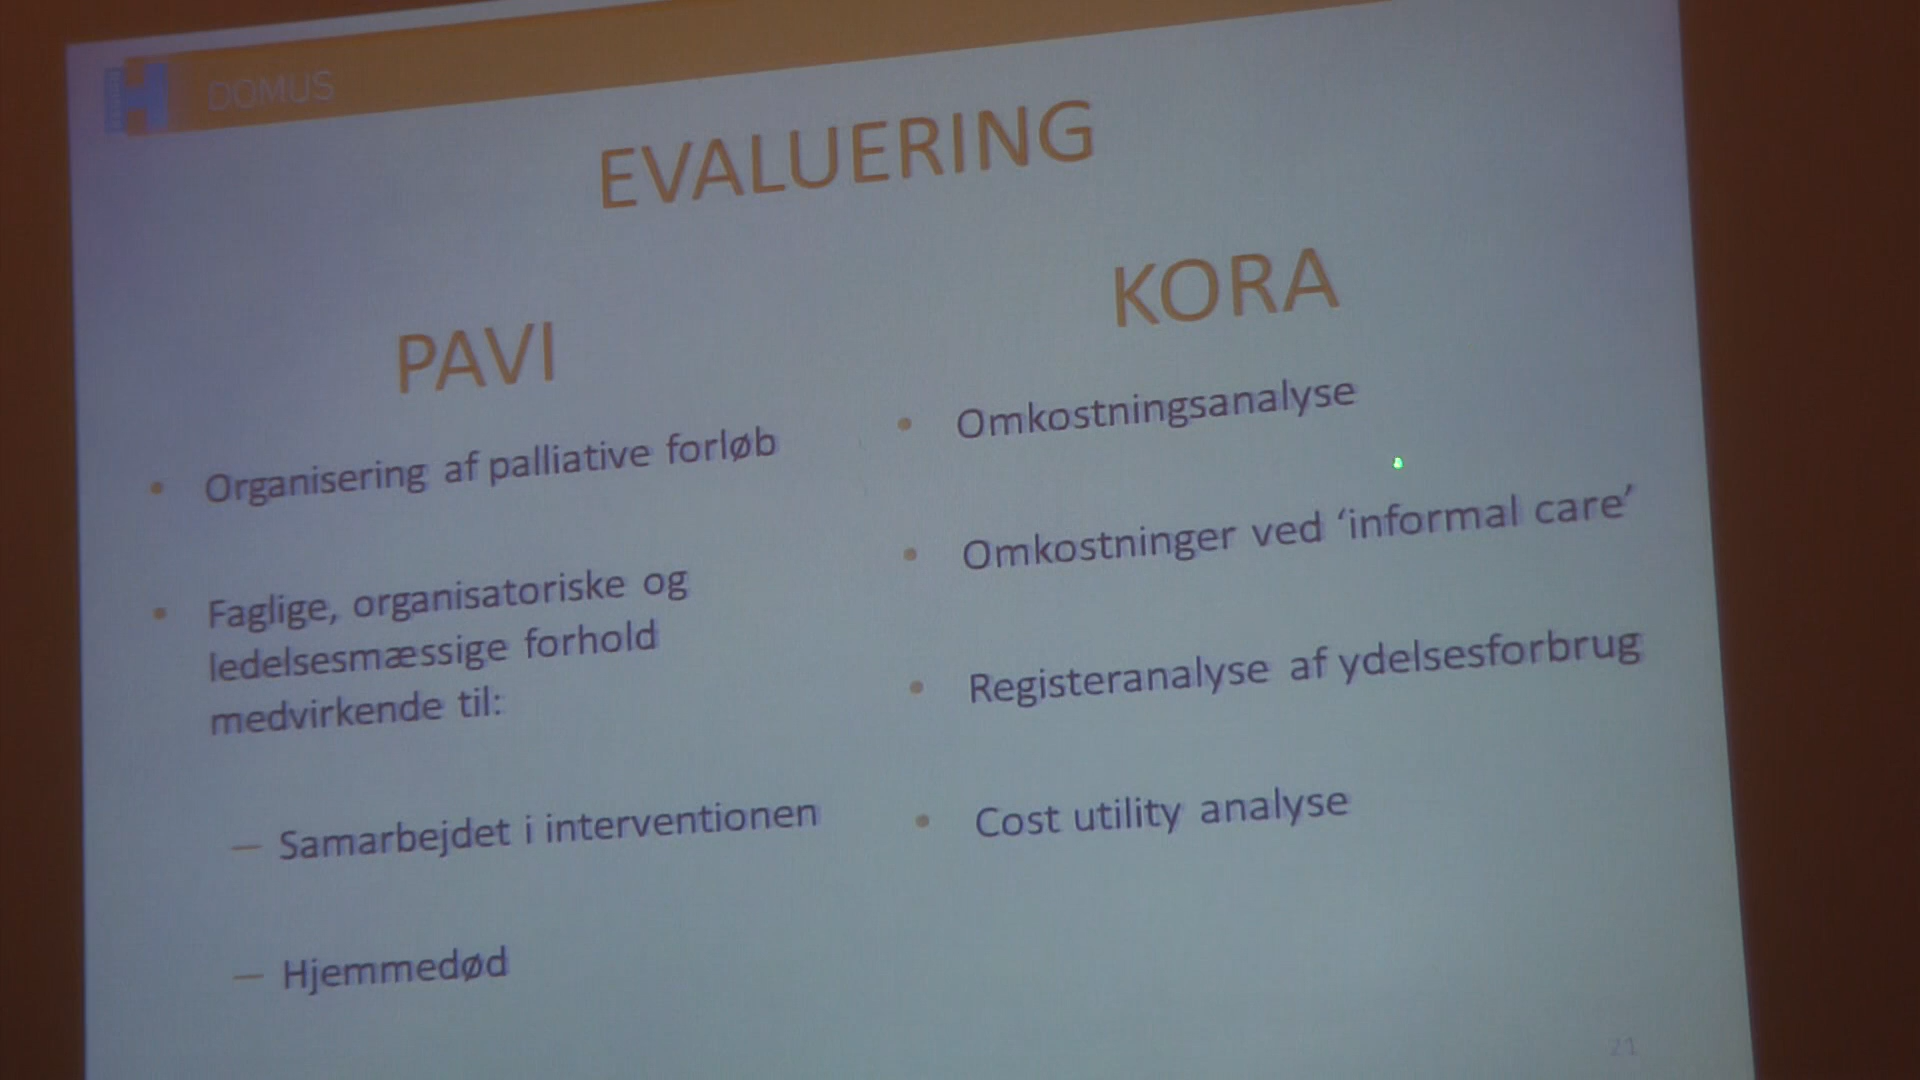 DOMUS
EVALUERING
PAVI
• Organisering af palliative forløb
• Faglige, organisatoriske og
ledelsesmæssige forhold
medvirkende til:
– Samarbejdet i interventionen
– Hjemmedød
KORA
• Omkostningsanalyse
• Omkostninger ved ‘informal care’
• Registeranalyse af ydelsesforbrug
• Cost utility analyse
21